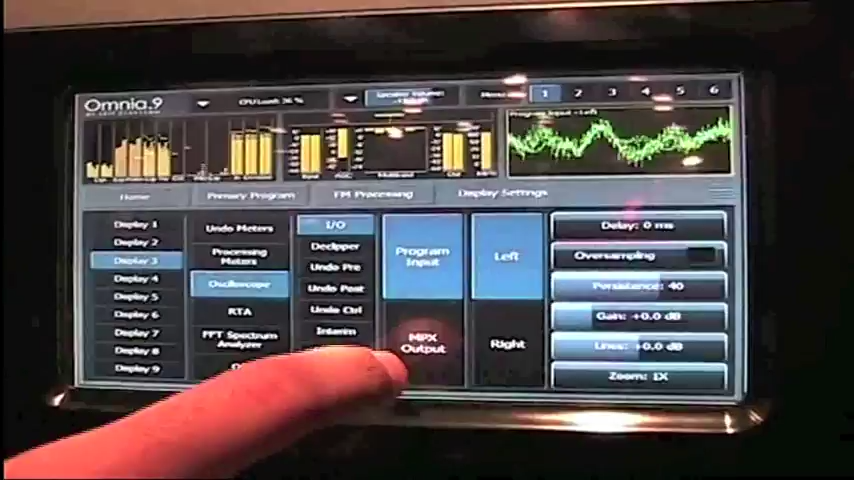 Omnia.9
CPU Load: 36 %
Speaker Volume:
Menu
1 2 3 4 5 6
Program Input - Left
Home
Primary Program
FM Processing
Display Settings
Display 1
Display 2
Display 3
Display 4
Display 5
Display 6
Display 7
Display 8
Display 9
Undo Meters
Processing
Meters
Oscilloscope
RTA
FFT Spectrum
Analyzer
I/O
Declipper
Undo Pre
Undo Post
Undo Ctrl
Interim
Program
Input
MPX
Output
Left
Right
Delay: 0 ms
Oversampling
Persistence: 40
Gain: +0.0 dB
Lines: +0.0 dB
Zoom: 1X